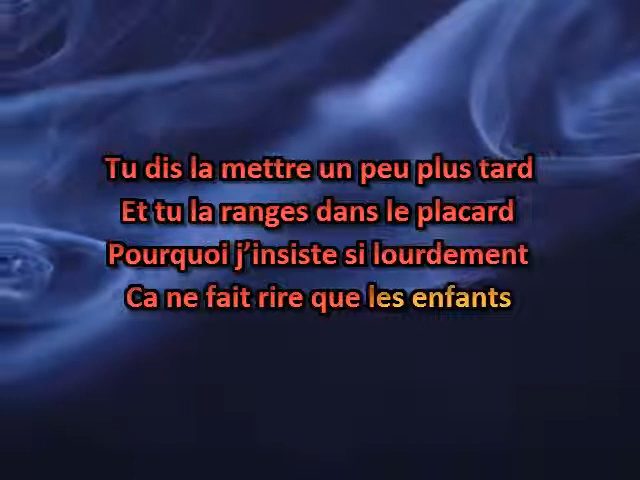 Tu dis la mettre un peu plus tard
Et tu la ranges dans le placard
Pourquoi j’insiste si lourdement
Ca ne fait rire que les enfants